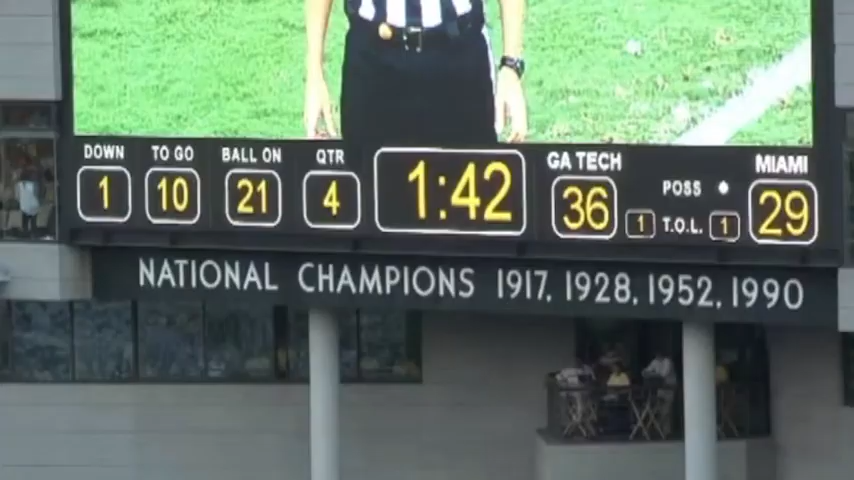 DOWN TO GO BALL ON QTR GA TECH MIAMI
1 10 21 4 1:42 36 POSS 29
1 T.O.L. 1
NATIONAL CHAMPIONS 1917, 1928, 1952, 1990